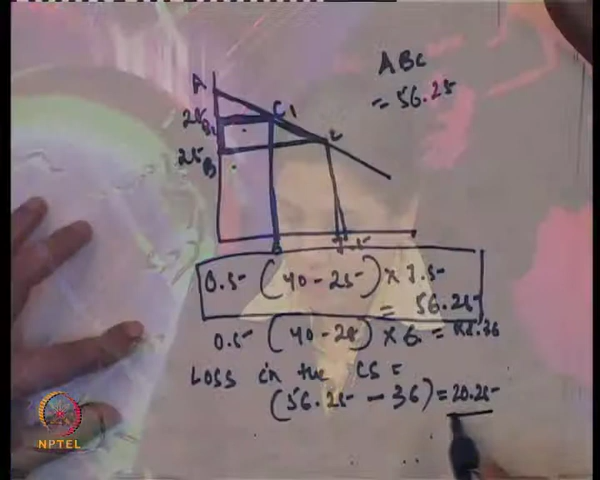 ABC
= 56.25
A
C1
C
B
0.5 (40 - 25) × 7.5
= 56.25
0.5 (40 - 28) × 6 =
Loss in the CS =
(56.25 - 36) = 20.25
NPTEL